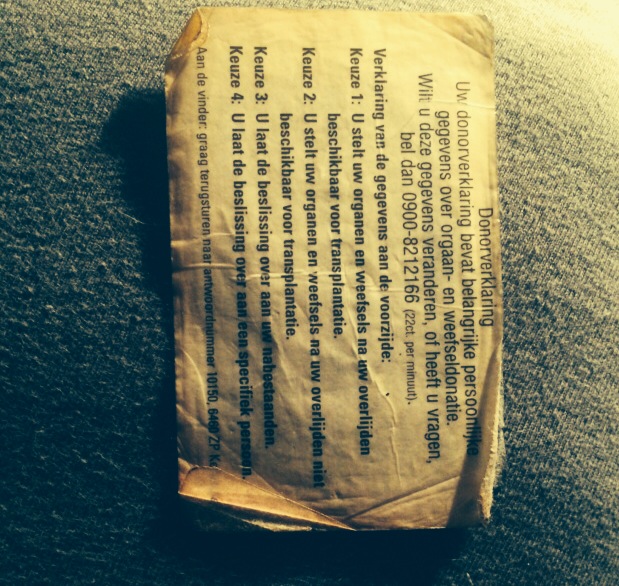 Donorverklaring
Uw donorverklaring bevat belangrijke persoonlijke
gegevens over orgaan- en weefseldonatie.
Wilt u deze gegevens veranderen, of heeft u vragen,
bel dan 0900-8212166 (22ct. per minuut).
Verklaring van de gegevens aan de voorzijde:
Keuze 1: U stelt uw organen en weefsels na uw overlijden
beschikbaar voor transplantatie.
Keuze 2: U stelt uw organen en weefsels na uw overlijden niet
beschikbaar voor transplantatie.
Keuze 3: U laat de beslissing over aan uw nabestaanden.
Keuze 4: U laat de beslissing over aan een specifiek persoon.
Aan de vinder: graag terugsturen naar antwoordnummer 10150,